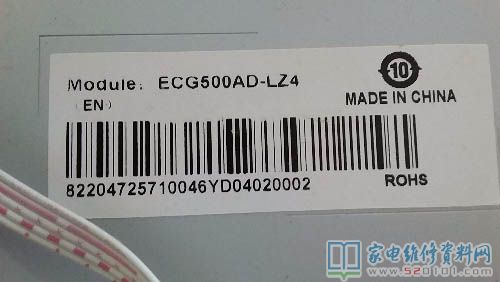 Module: ECG500AD-LZ4
(EN)
10
MADE IN CHINA
82204725710046YD04020002
ROHS
家电维修资料网
www.520101.com